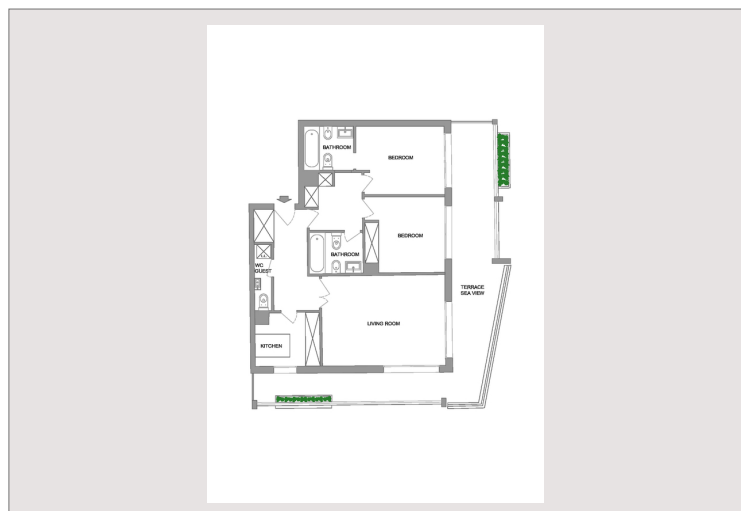 BATHROOM
BEDROOM
BEDROOM
BATHROOM
WC
GUEST
TERRACE
SEA VIEW
LIVING ROOM
KITCHEN